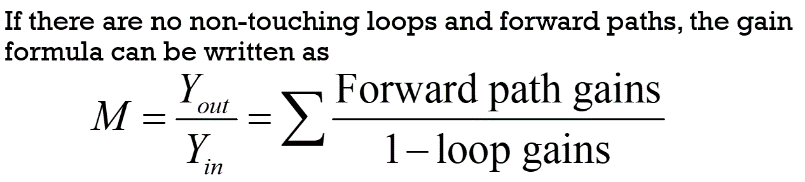 If there are no non-touching loops and forward paths, the gain
formula can be written as
M = Y_out / Y_in = ∑ Forward path gains / 1 – loop gains